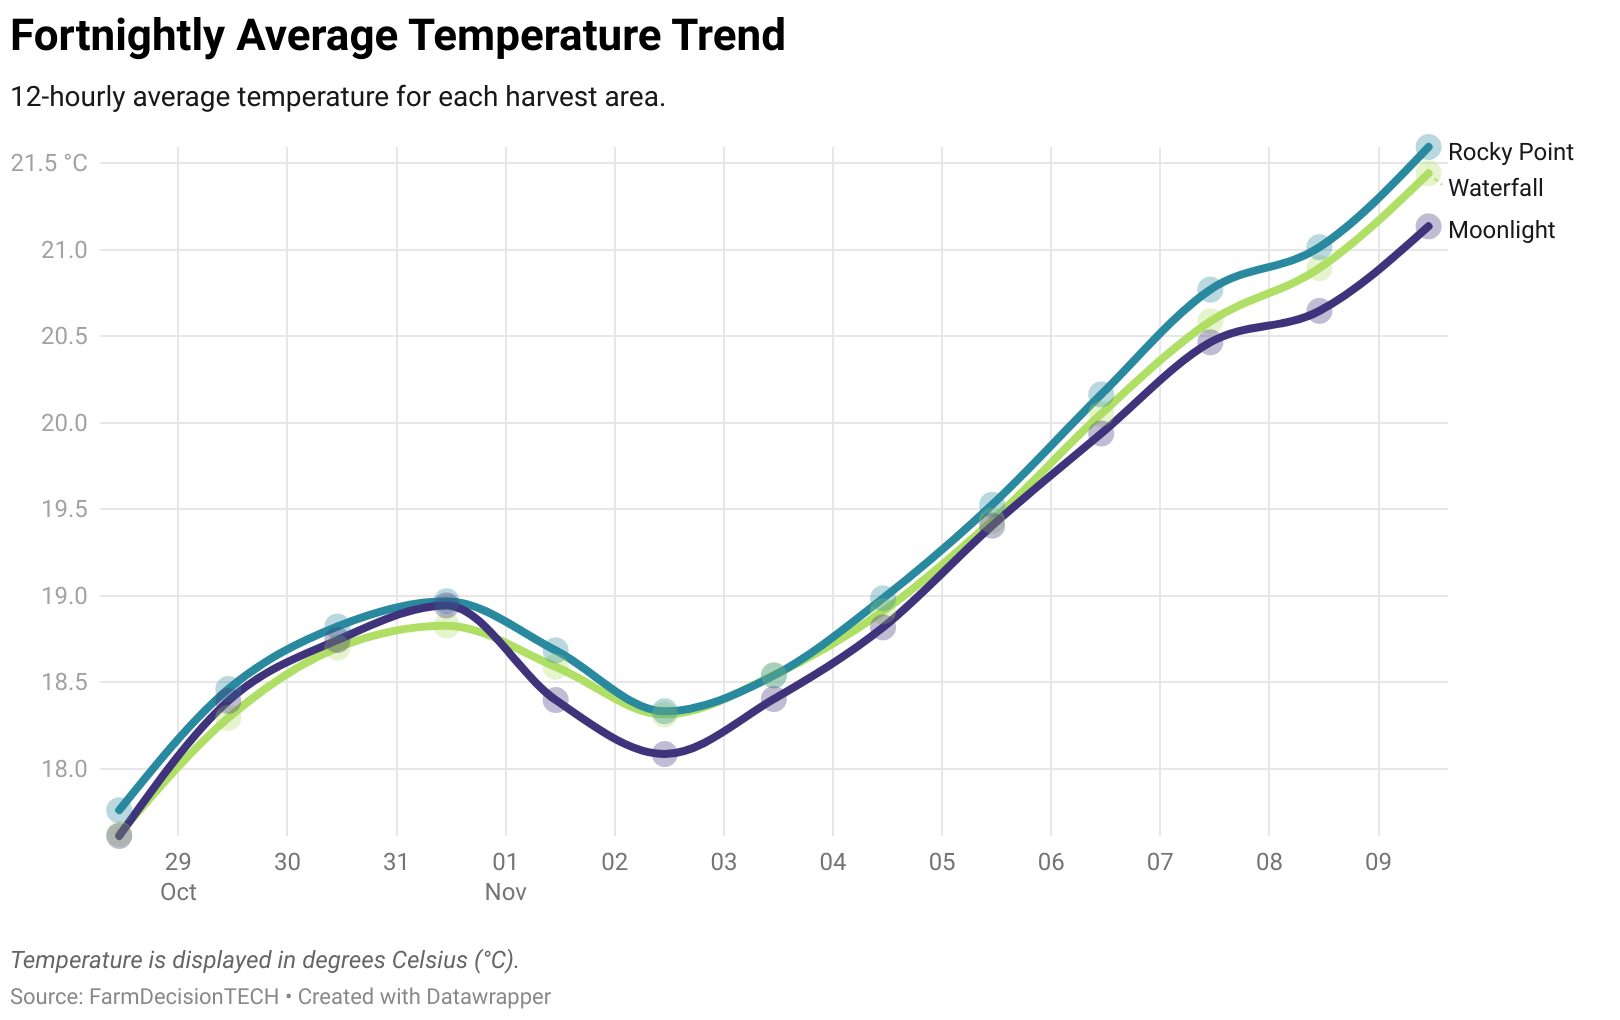 Fortnightly Average Temperature Trend
12-hourly average temperature for each harvest area.
21.5 °C
21.0
20.5
20.0
19.5
19.0
18.5
18.0
Rocky Point
Waterfall
Moonlight
29 30 31 01 02 03 04 05 06 07 08 09
Oct Nov
Temperature is displayed in degrees Celsius (°C).
Source: FarmDecisionTECH • Created with Datawrapper